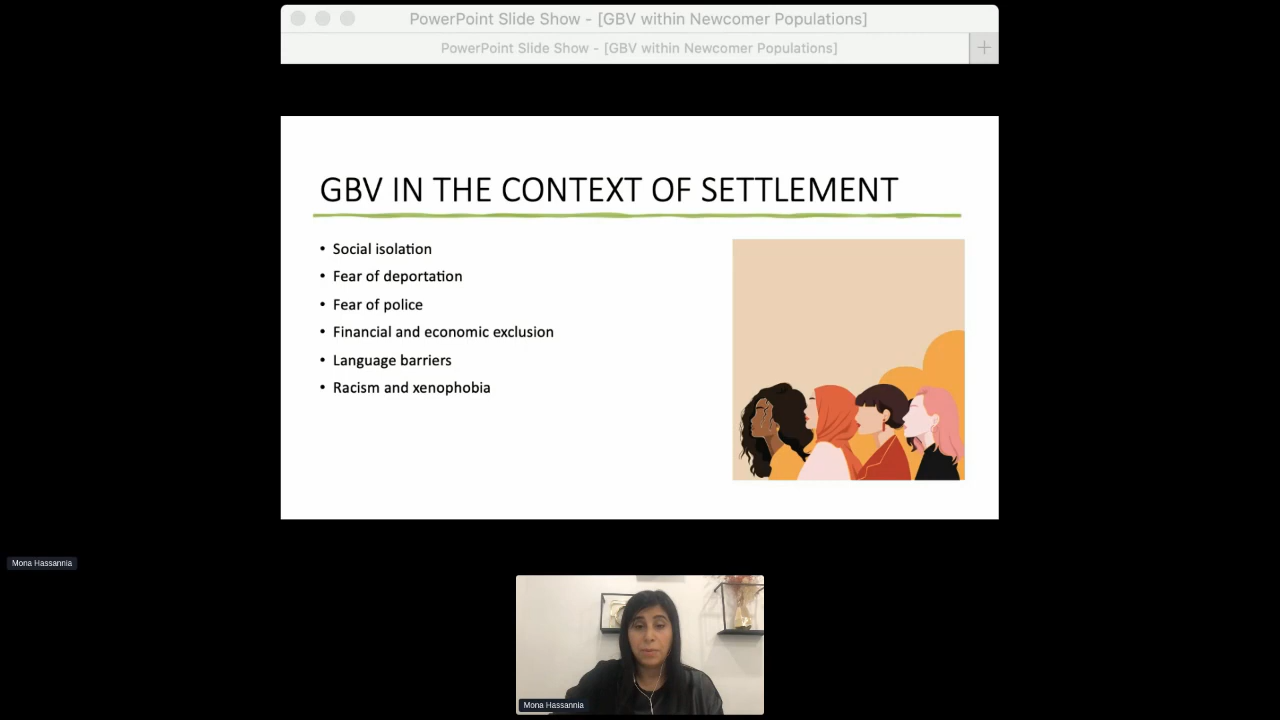 PowerPoint Slide Show - [GBV within Newcomer Populations]
PowerPoint Slide Show - [GBV within Newcomer Populations]
GBV IN THE CONTEXT OF SETTLEMENT
• Social isolation
• Fear of deportation
• Fear of police
• Financial and economic exclusion
• Language barriers
• Racism and xenophobia
Mona Hassannia
Mona Hassannia